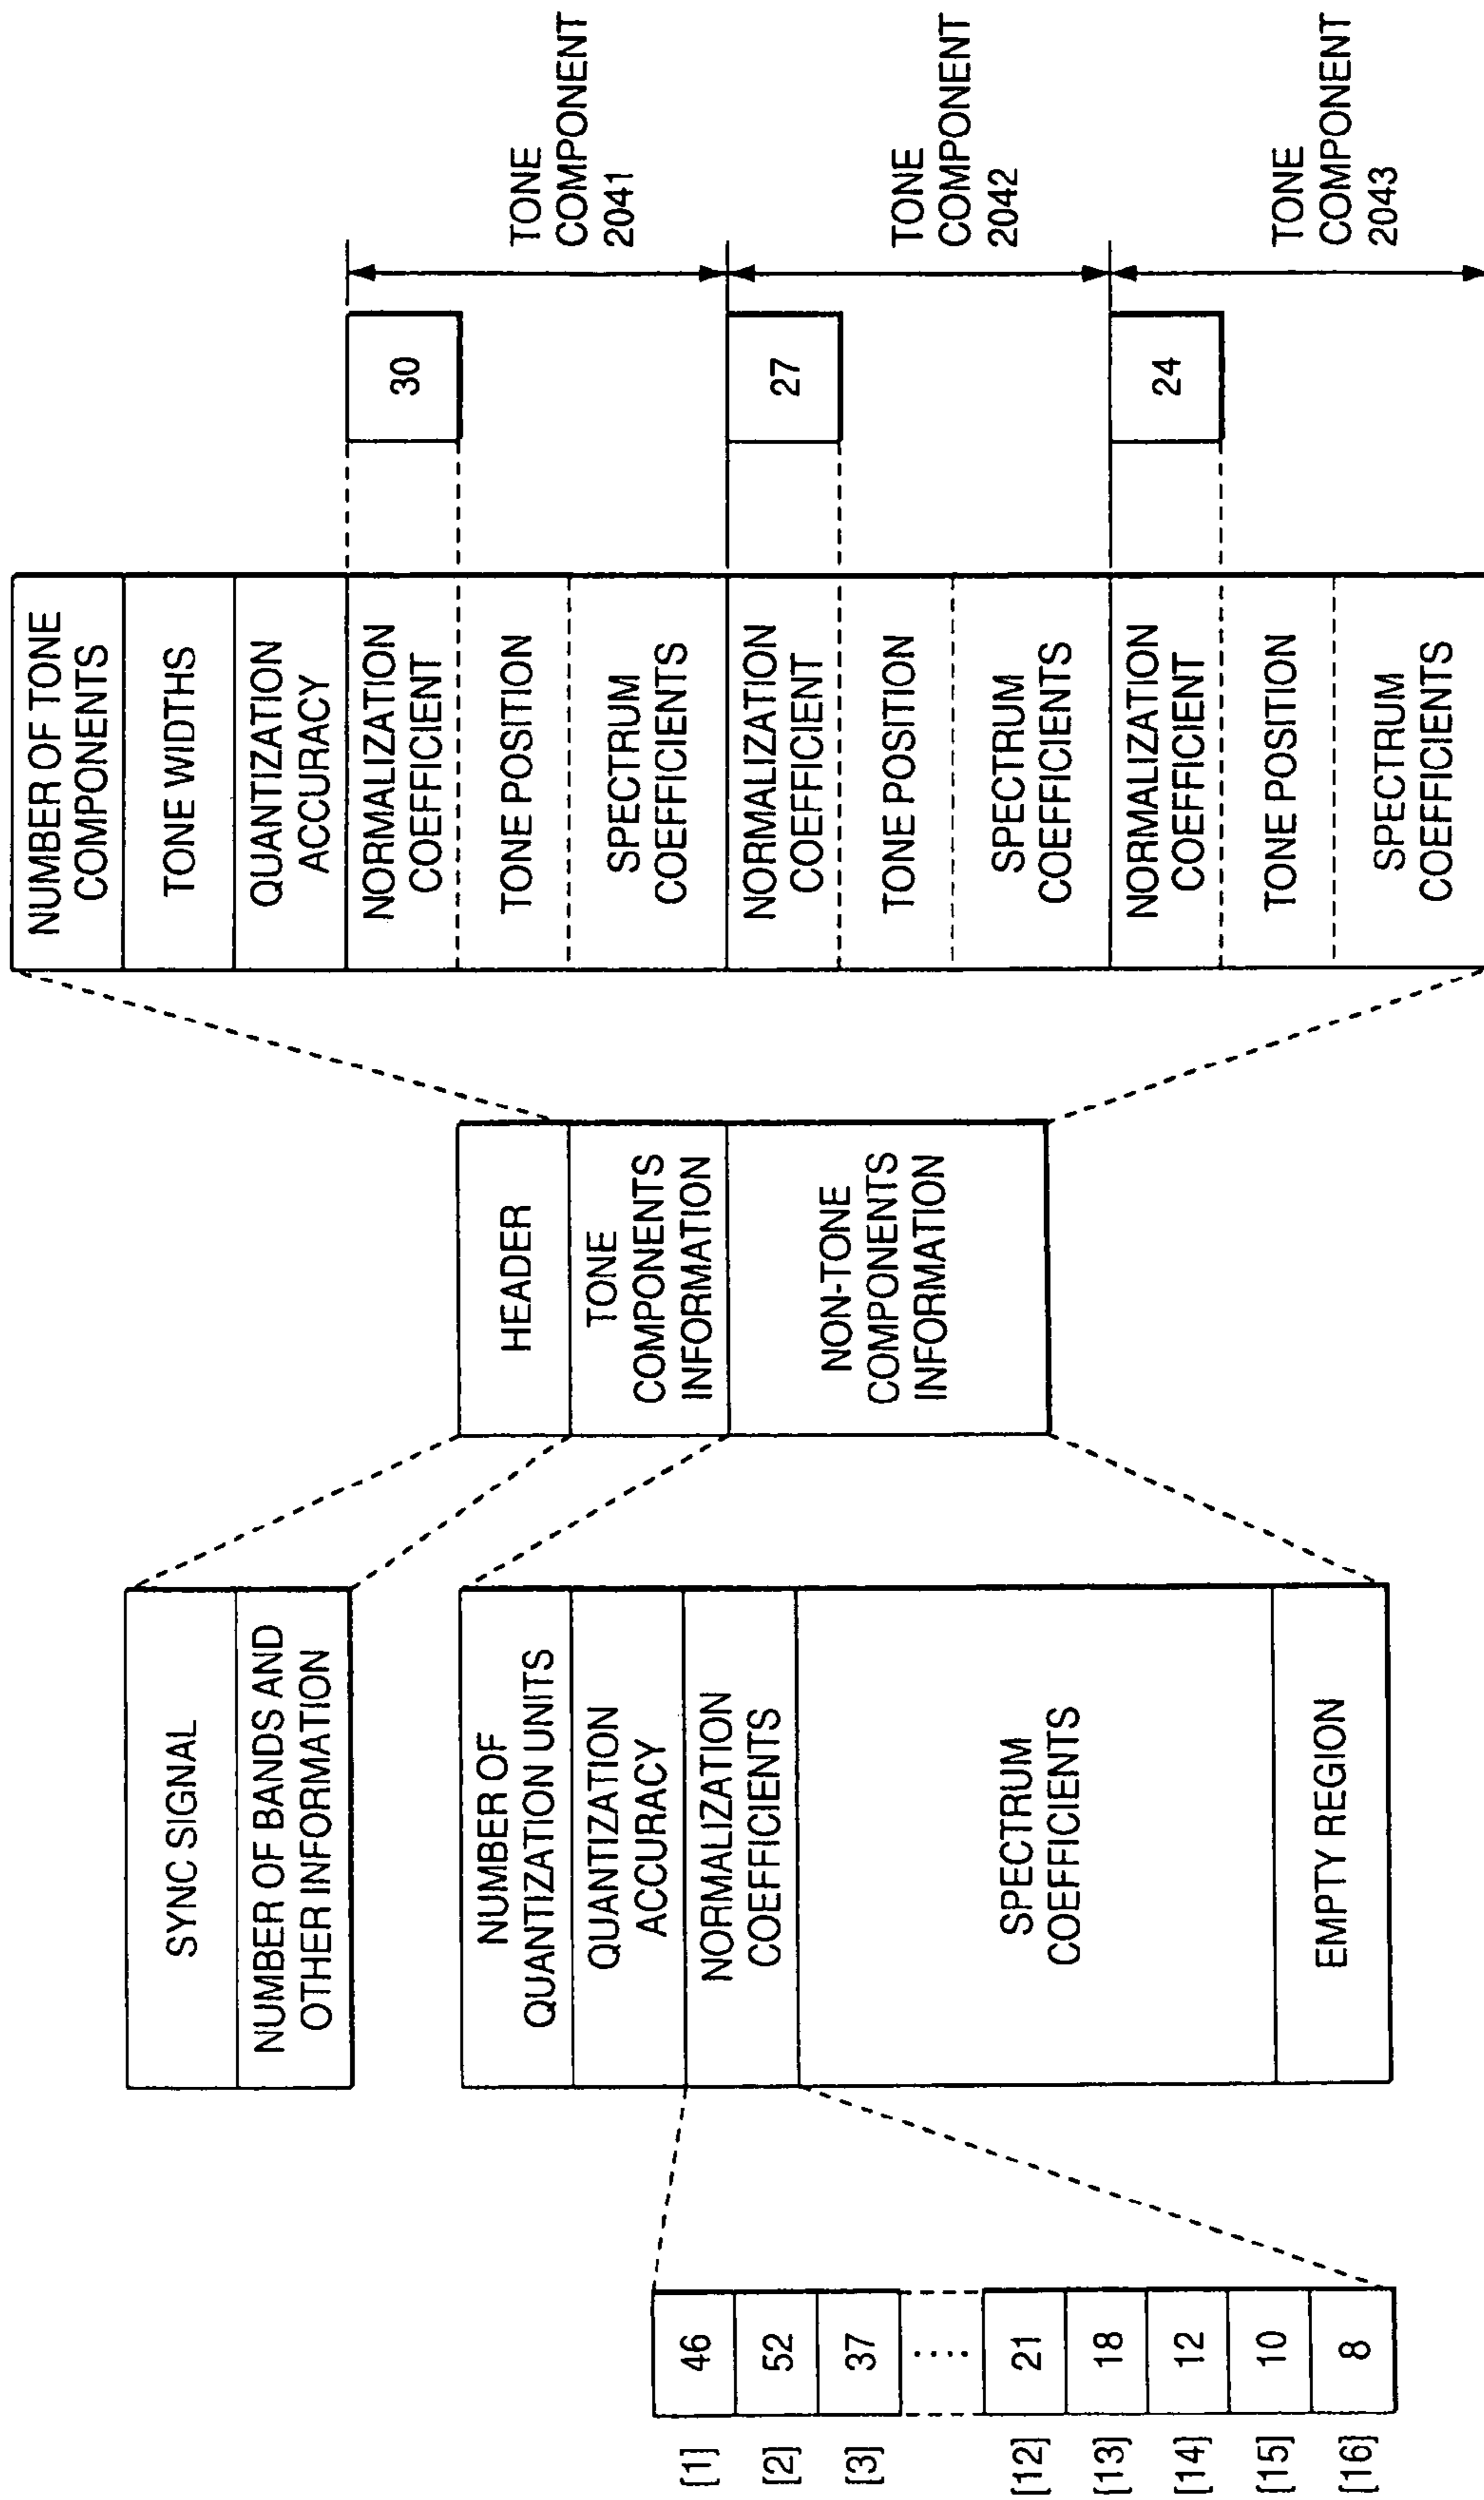 [1]
[2]
[3]
[12]
[13]
[14]
[15]
[16]
46
52
37
21
18
12
10
8
SYNC SIGNAL
NUMBER OF BANDS AND
OTHER INFORMATION
NUMBER OF
QUANTIZATION UNITS
QUANTIZATION
ACCURACY
NORMALIZATION
COEFFICIENTS
SPECTRUM
COEFFICIENTS
EMPTY REGION
HEADER
TONE
COMPONENTS
INFORMATION
NON-TONE
COMPONENTS
INFORMATION
NUMBER OF TONE
COMPONENTS
TONE WIDTHS
QUANTIZATION
ACCURACY
NORMALIZATION
COEFFICIENT
TONE POSITION
SPECTRUM
COEFFICIENTS
NORMALIZATION
COEFFICIENT
TONE POSITION
SPECTRUM
COEFFICIENTS
NORMALIZATION
COEFFICIENT
TONE POSITION
SPECTRUM
COEFFICIENTS
30
27
24
TONE
COMPONENT
2041
TONE
COMPONENT
2042
TONE
COMPONENT
2043